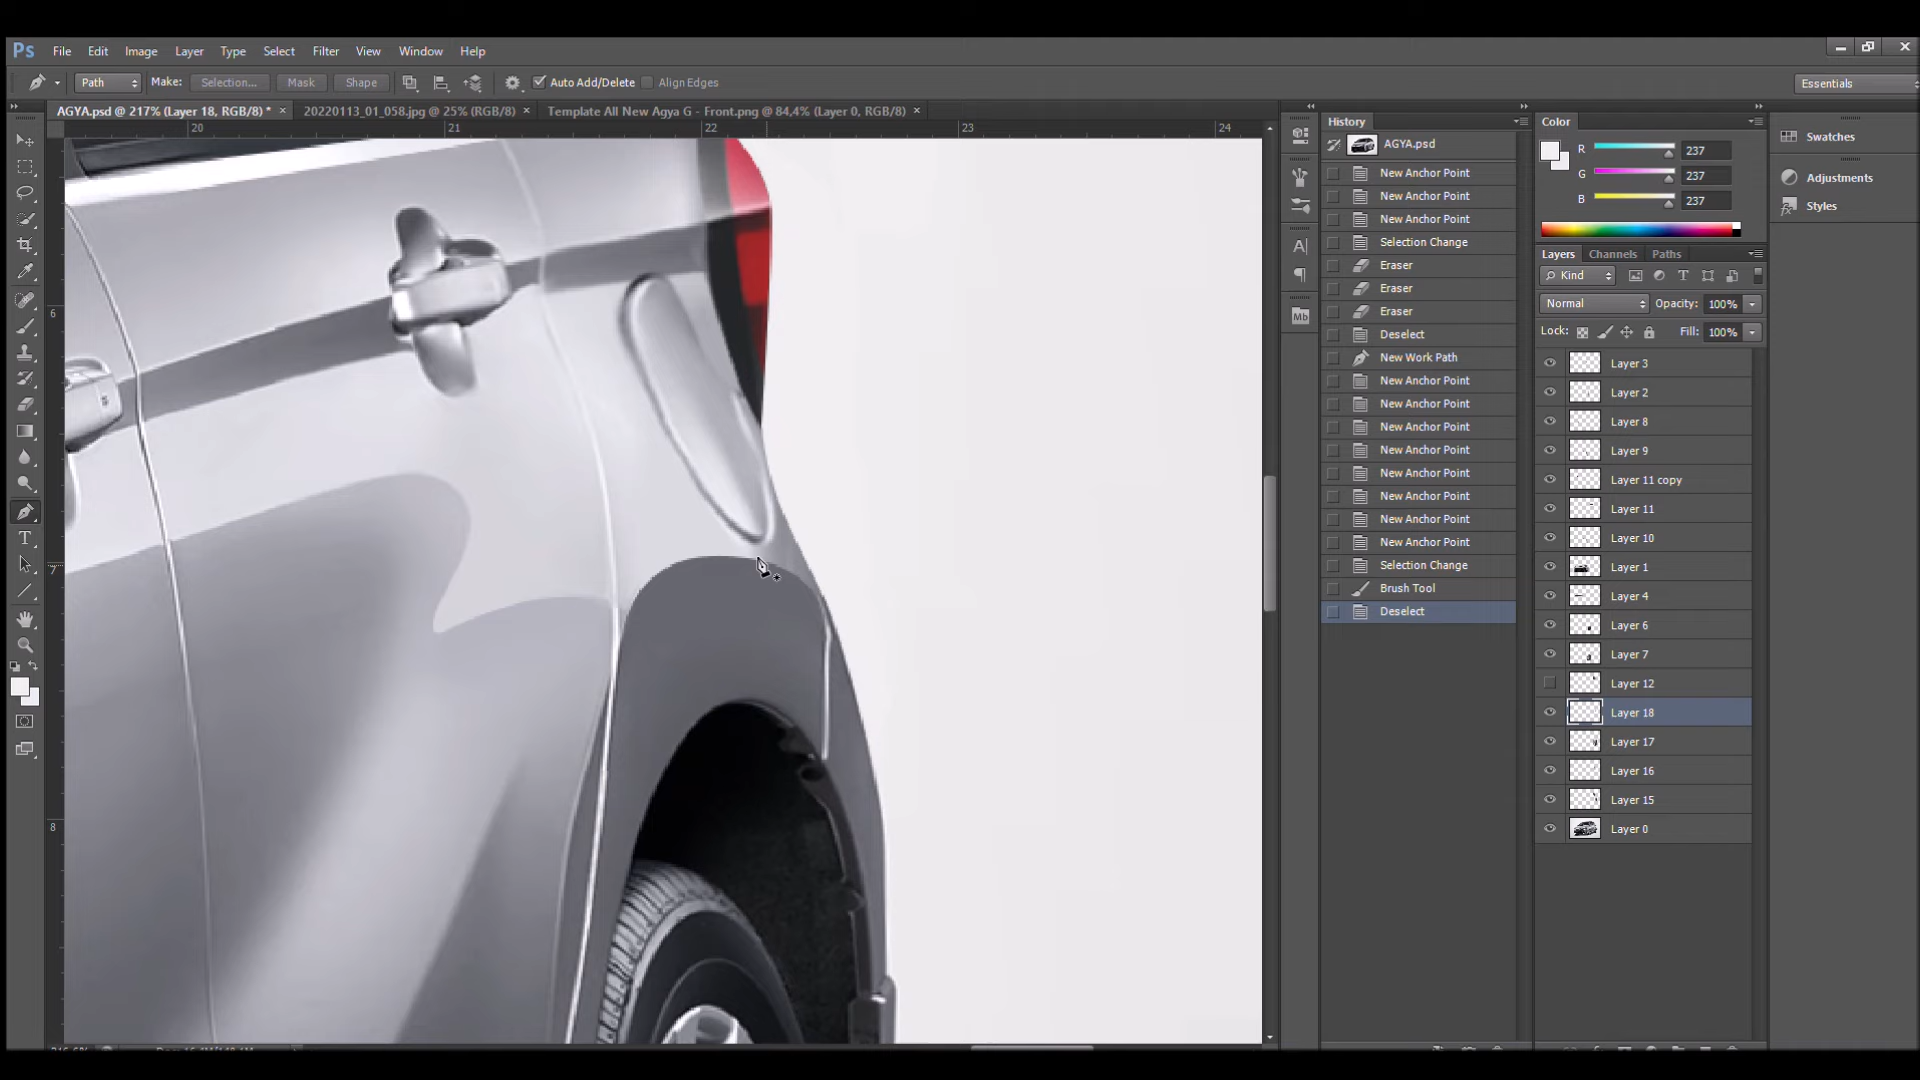 Ps File Edit Image Layer Type Select Filter View Window Help
Path Make: Selection... Mask Shape Auto Add/Delete Align Edges Essentials
AGYA.psd @ 217% (Layer 18, RGB/8) * × 20220113_01_058.jpg @ 25% (RGB/8) × Template All New Agya G - Front.png @ 84,4% (Layer 0, RGB/8) ×
20 21 22 23 24
6
7
8
History
AGYA.psd
New Anchor Point
New Anchor Point
New Anchor Point
Selection Change
Eraser
Eraser
Eraser
Deselect
New Work Path
New Anchor Point
New Anchor Point
New Anchor Point
New Anchor Point
New Anchor Point
New Anchor Point
New Anchor Point
New Anchor Point
Selection Change
Brush Tool
Deselect
Mb
Color
R 237
G 237
B 237
Layers Channels Paths
Kind
Normal Opacity: 100%
Lock: Fill: 100%
Layer 3
Layer 2
Layer 8
Layer 9
Layer 11 copy
Layer 11
Layer 10
Layer 1
Layer 4
Layer 6
Layer 7
Layer 12
Layer 18
Layer 17
Layer 16
Layer 15
Layer 0
Swatches
Adjustments
Styles